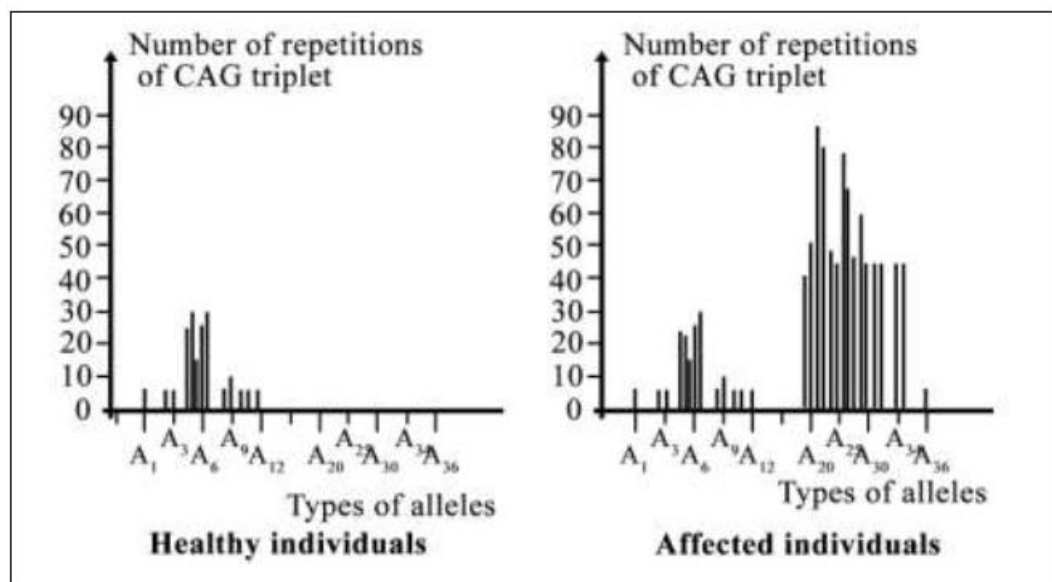 Number of repetitions
of CAG triplet
90
80
70
60
50
40
30
20
10
0
A1
A3
A6
A9
A12
A20
A30
A36
Types of alleles
Healthy individuals
Number of repetitions
of CAG triplet
90
80
70
60
50
40
30
20
10
0
A1
A3
A6
A9
A12
A20
A30
A36
Types of alleles
Affected individuals